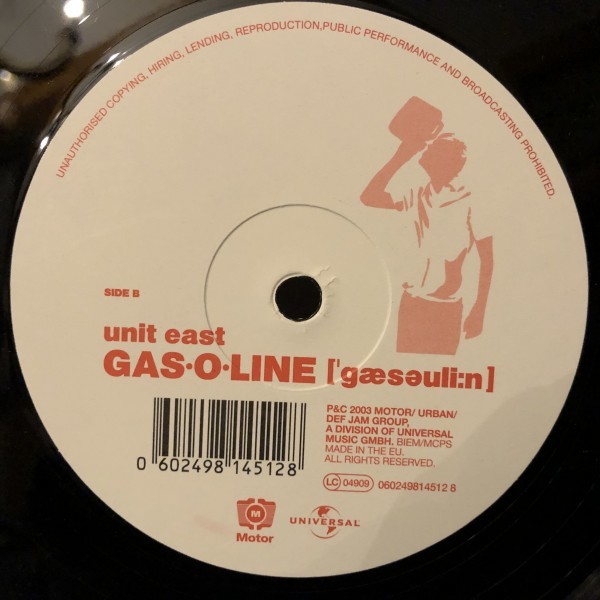 UNAUTHORISED COPYING, HIRING, LENDING, REPRODUCTION,PUBLIC PERFORMANCE AND BROADCASTING PROHIBITED.
SIDE B
unit east
GAS·O·LINE ['gæsəuli:n]
P&C 2003 MOTOR/ URBAN/
DEF JAM GROUP,
A DIVISION OF UNIVERSAL
MUSIC GMBH. BIEM/MCPS
MADE IN THE EU.
ALL RIGHTS RESERVED.
0 602498 145128
LC 04909 060249814512 8
M
Motor
UNIVERSAL